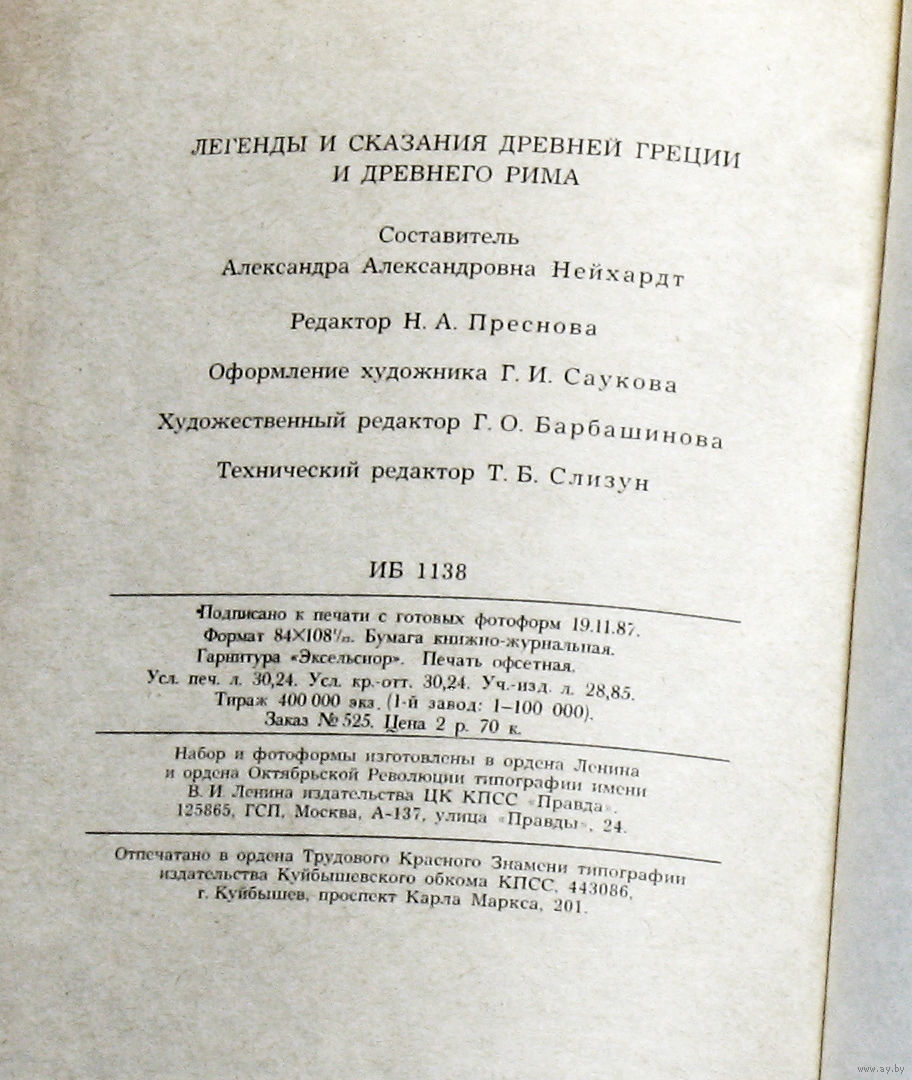 ЛЕГЕНДЫ И СКАЗАНИЯ ДРЕВНЕЙ ГРЕЦИИ
И ДРЕВНЕГО РИМА
Составитель
Александра Александровна Нейхардт
Редактор Н. А. Преснова
Оформление художника Г. И. Саукова
Художественный редактор Г. О. Барбашинова
Технический редактор Т. Б. Слизун
ИБ 1138
Подписано к печати с готовых фотоформ 19.11.87.
Формат 84×108 Бумага книжно-журнальная.
Гарнитура «Эксельсиор». Печать офсетная.
Усл. печ. л. 30,24. Усл. кр.-отт. 30,24. Уч.-изд. л. 28,85.
Тираж 400 000 экз. (1-й завод: 1—100 000).
Заказ № 525. Цена 2 р. 70 к.
Набор и фотоформы изготовлены в ордена Ленина
и ордена Октябрьской Революции типографии имени
В. И. Ленина издательства ЦК КПСС «Правда».
125865, ГСП, Москва, А-137, улица «Правды», 24.
Отпечатано в ордена Трудового Красного Знамени типографии
издательства Куйбышевского обкома КПСС, 443086,
г. Куйбышев, проспект Карла Маркса, 201.
www.ay.by